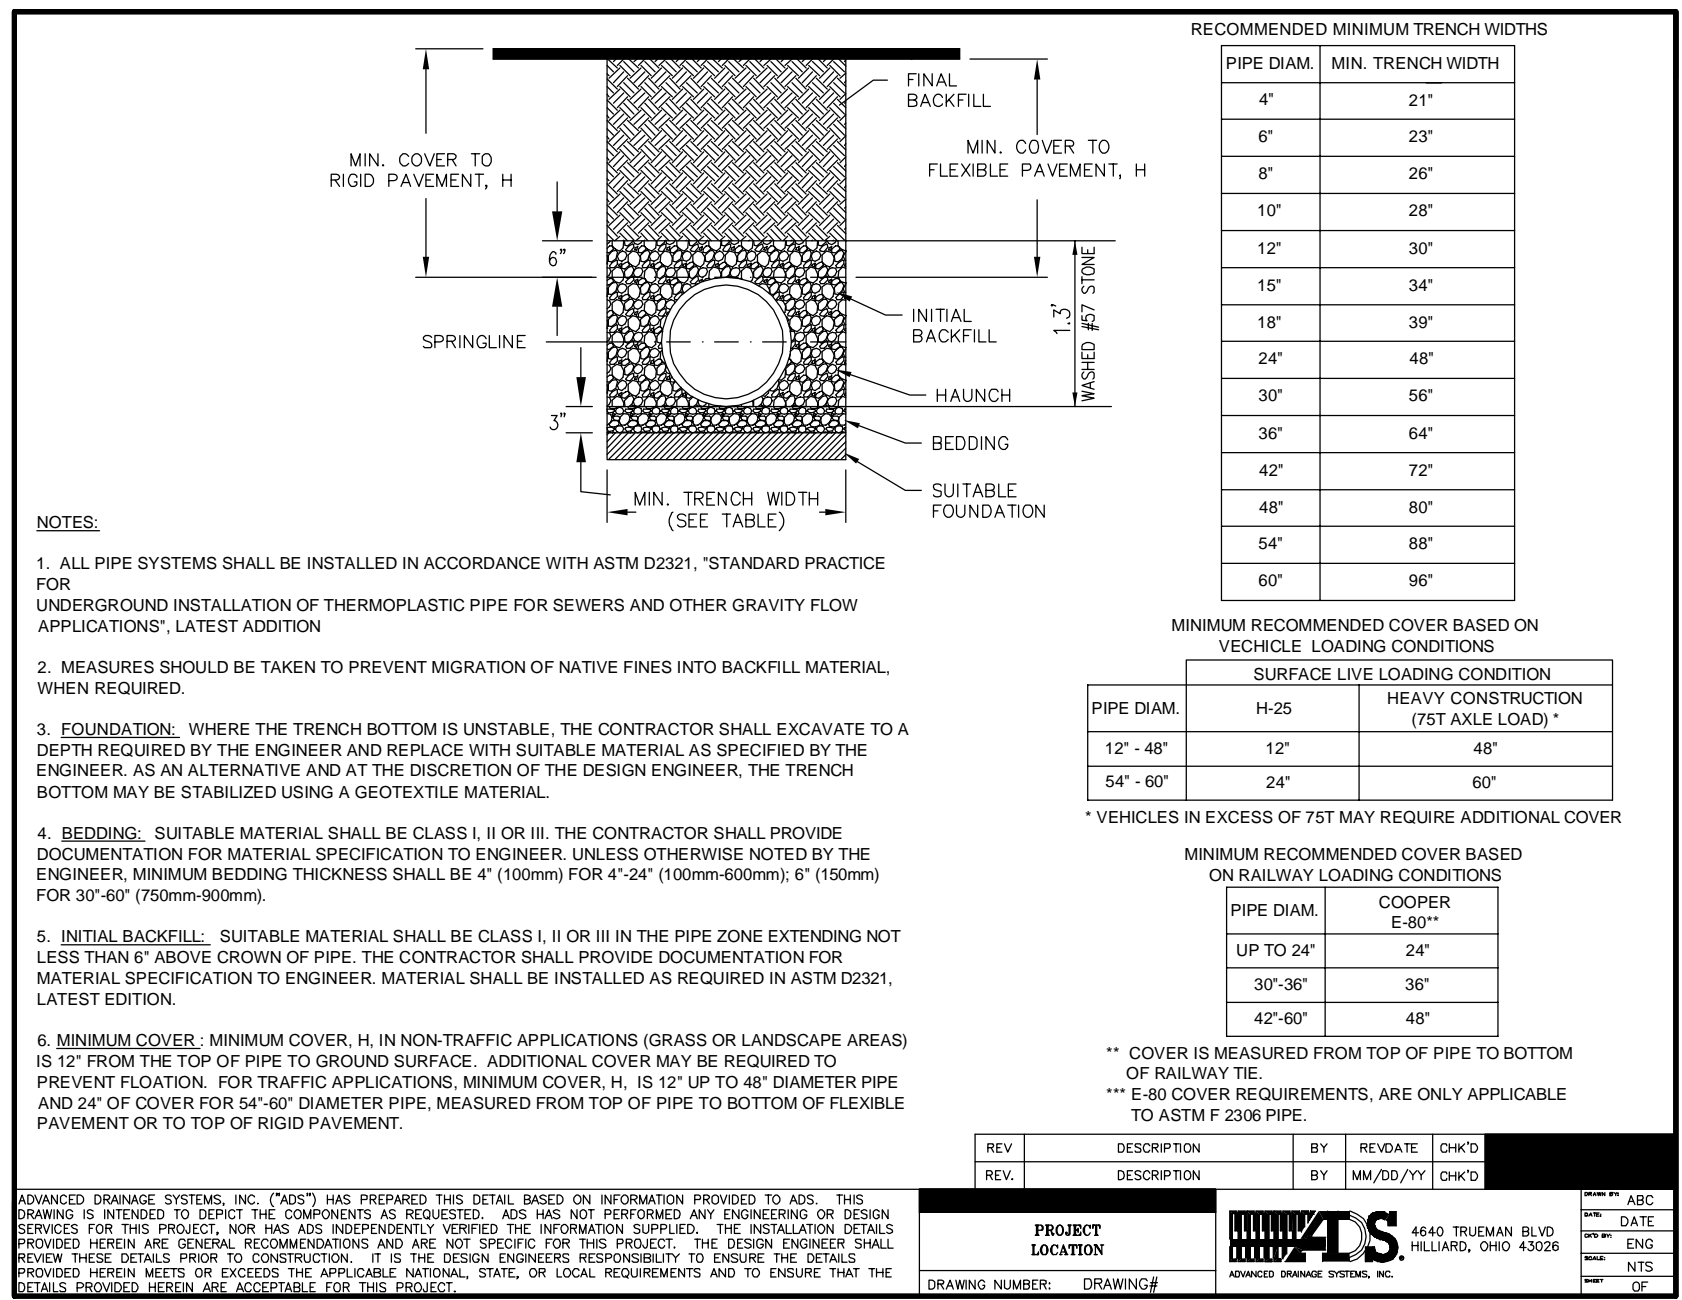 FINAL
BACKFILL
MIN. COVER TO
RIGID PAVEMENT, H
MIN. COVER TO
FLEXIBLE PAVEMENT, H
6"
SPRINGLINE
INITIAL
BACKFILL
1.3'
WASHED #57 STONE
HAUNCH
3"
BEDDING
SUITABLE
FOUNDATION
MIN. TRENCH WIDTH
(SEE TABLE)
RECOMMENDED MINIMUM TRENCH WIDTHS
PIPE DIAM. MIN. TRENCH WIDTH
4" 21"
6" 23"
8" 26"
10" 28"
12" 30"
15" 34"
18" 39"
24" 48"
30" 56"
36" 64"
42" 72"
48" 80"
54" 88"
60" 96"
NOTES:
1. ALL PIPE SYSTEMS SHALL BE INSTALLED IN ACCORDANCE WITH ASTM D2321, "STANDARD PRACTICE
FOR
UNDERGROUND INSTALLATION OF THERMOPLASTIC PIPE FOR SEWERS AND OTHER GRAVITY FLOW
APPLICATIONS", LATEST ADDITION
2. MEASURES SHOULD BE TAKEN TO PREVENT MIGRATION OF NATIVE FINES INTO BACKFILL MATERIAL,
WHEN REQUIRED.
3. FOUNDATION: WHERE THE TRENCH BOTTOM IS UNSTABLE, THE CONTRACTOR SHALL EXCAVATE TO A
DEPTH REQUIRED BY THE ENGINEER AND REPLACE WITH SUITABLE MATERIAL AS SPECIFIED BY THE
ENGINEER. AS AN ALTERNATIVE AND AT THE DISCRETION OF THE DESIGN ENGINEER, THE TRENCH
BOTTOM MAY BE STABILIZED USING A GEOTEXTILE MATERIAL.
4. BEDDING: SUITABLE MATERIAL SHALL BE CLASS I, II OR III. THE CONTRACTOR SHALL PROVIDE
DOCUMENTATION FOR MATERIAL SPECIFICATION TO ENGINEER. UNLESS OTHERWISE NOTED BY THE
ENGINEER, MINIMUM BEDDING THICKNESS SHALL BE 4" (100mm) FOR 4"-24" (100mm-600mm); 6" (150mm)
FOR 30"-60" (750mm-900mm).
5. INITIAL BACKFILL: SUITABLE MATERIAL SHALL BE CLASS I, II OR III IN THE PIPE ZONE EXTENDING NOT
LESS THAN 6" ABOVE CROWN OF PIPE. THE CONTRACTOR SHALL PROVIDE DOCUMENTATION FOR
MATERIAL SPECIFICATION TO ENGINEER. MATERIAL SHALL BE INSTALLED AS REQUIRED IN ASTM D2321,
LATEST EDITION.
6. MINIMUM COVER : MINIMUM COVER, H, IN NON-TRAFFIC APPLICATIONS (GRASS OR LANDSCAPE AREAS)
IS 12" FROM THE TOP OF PIPE TO GROUND SURFACE. ADDITIONAL COVER MAY BE REQUIRED TO
PREVENT FLOATION. FOR TRAFFIC APPLICATIONS, MINIMUM COVER, H, IS 12" UP TO 48" DIAMETER PIPE
AND 24" OF COVER FOR 54"-60" DIAMETER PIPE, MEASURED FROM TOP OF PIPE TO BOTTOM OF FLEXIBLE
PAVEMENT OR TO TOP OF RIGID PAVEMENT.
MINIMUM RECOMMENDED COVER BASED ON
VECHICLE LOADING CONDITIONS
SURFACE LIVE LOADING CONDITION
PIPE DIAM. H-25 HEAVY CONSTRUCTION
(75T AXLE LOAD) *
12" - 48" 12" 48"
54" - 60" 24" 60"
* VEHICLES IN EXCESS OF 75T MAY REQUIRE ADDITIONAL COVER
MINIMUM RECOMMENDED COVER BASED
ON RAILWAY LOADING CONDITIONS
PIPE DIAM. COOPER
E-80**
UP TO 24" 24"
30"-36" 36"
42"-60" 48"
** COVER IS MEASURED FROM TOP OF PIPE TO BOTTOM
OF RAILWAY TIE.
*** E-80 COVER REQUIREMENTS, ARE ONLY APPLICABLE
TO ASTM F 2306 PIPE.
REV DESCRIPTION BY REVDATE CHK'D
REV. DESCRIPTION BY MM/DD/YY CHK'D
ADVANCED DRAINAGE SYSTEMS, INC. ("ADS") HAS PREPARED THIS DETAIL BASED ON INFORMATION PROVIDED TO ADS. THIS
DRAWING IS INTENDED TO DEPICT THE COMPONENTS AS REQUESTED. ADS HAS NOT PERFORMED ANY ENGINEERING OR DESIGN
SERVICES FOR THIS PROJECT, NOR HAS ADS INDEPENDENTLY VERIFIED THE INFORMATION SUPPLIED. THE INSTALLATION DETAILS
PROVIDED HEREIN ARE GENERAL RECOMMENDATIONS AND ARE NOT SPECIFIC FOR THIS PROJECT. THE DESIGN ENGINEER SHALL
REVIEW THESE DETAILS PRIOR TO CONSTRUCTION. IT IS THE DESIGN ENGINEERS RESPONSIBILITY TO ENSURE THE DETAILS
PROVIDED HEREIN MEETS OR EXCEEDS THE APPLICABLE NATIONAL, STATE, OR LOCAL REQUIREMENTS AND TO ENSURE THAT THE
DETAILS PROVIDED HEREIN ARE ACCEPTABLE FOR THIS PROJECT.
PROJECT
LOCATION
DRAWING NUMBER: DRAWING#
ADS.
ADVANCED DRAINAGE SYSTEMS, INC.
4640 TRUEMAN BLVD
HILLIARD, OHIO 43026
DRAWN BY: ABC
DATE: DATE
CK'D BY: ENG
SCALE: NTS
SHEET OF